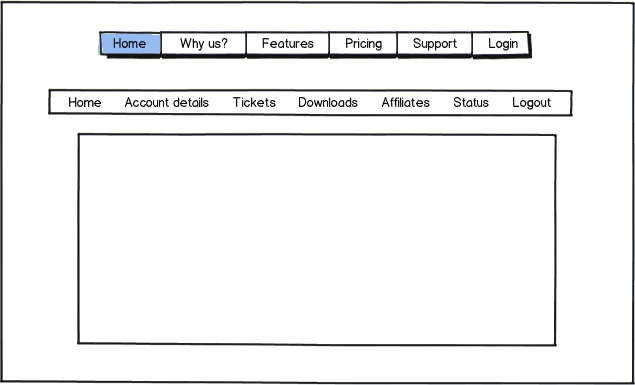 Home Why us? Features Pricing Support Login
Home Account details Tickets Downloads Affiliates Status Logout